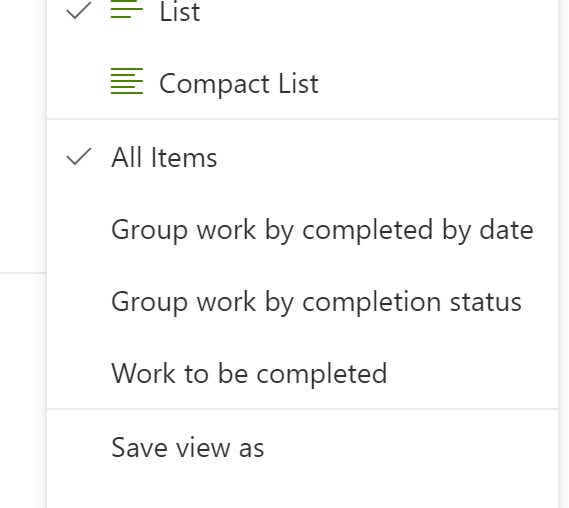 List
Compact List
All Items
Group work by completed by date
Group work by completion status
Work to be completed
Save view as